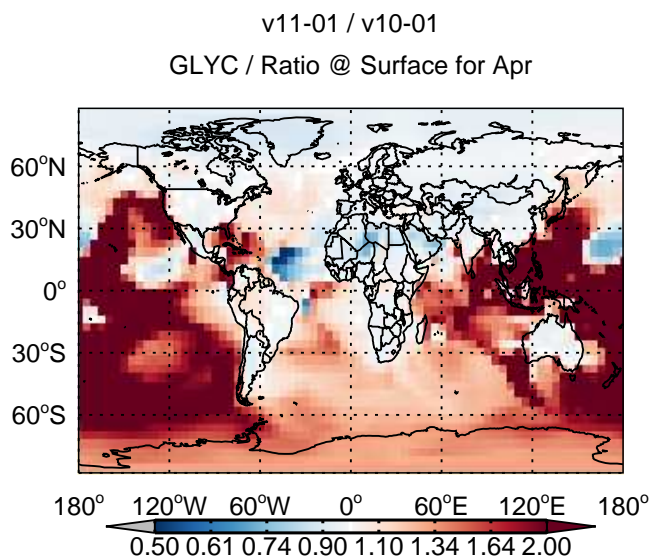 v11-01 / v10-01
GLYC / Ratio @ Surface for Apr
60°N
30°N
0°
30°S
60°S
180° 120°W 60°W 0° 60°E 120°E 180°
0.50 0.61 0.74 0.90 1.10 1.34 1.64 2.00